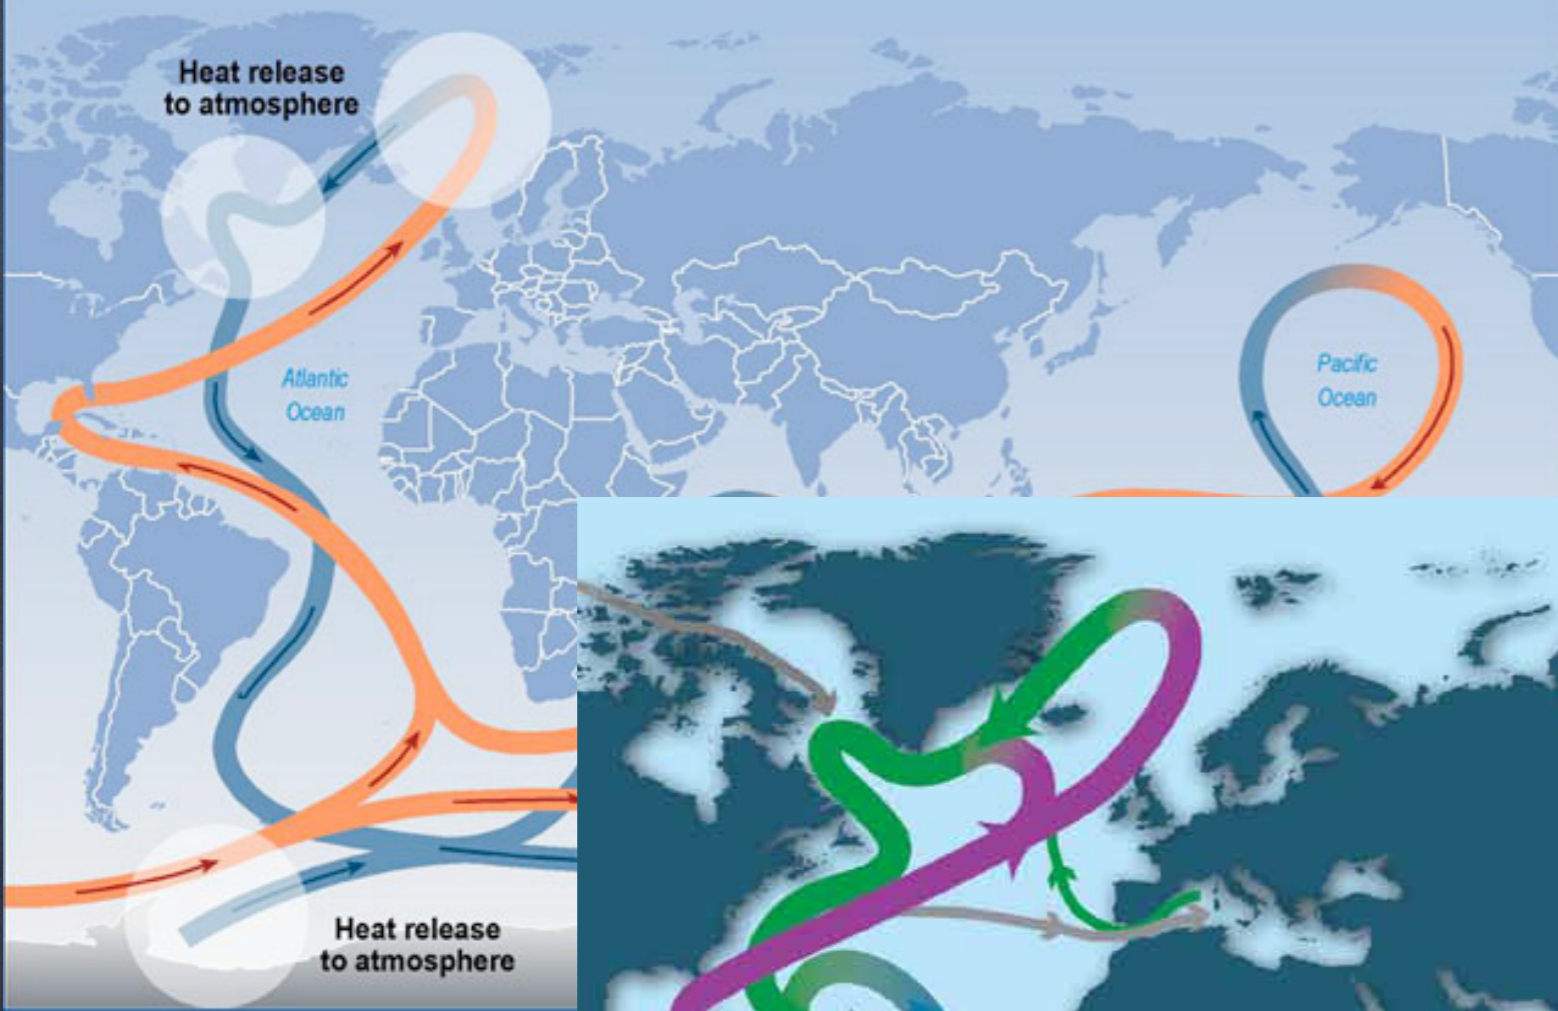 Heat release
to atmosphere
Atlantic
Ocean
Pacific
Ocean
Heat release
to atmosphere